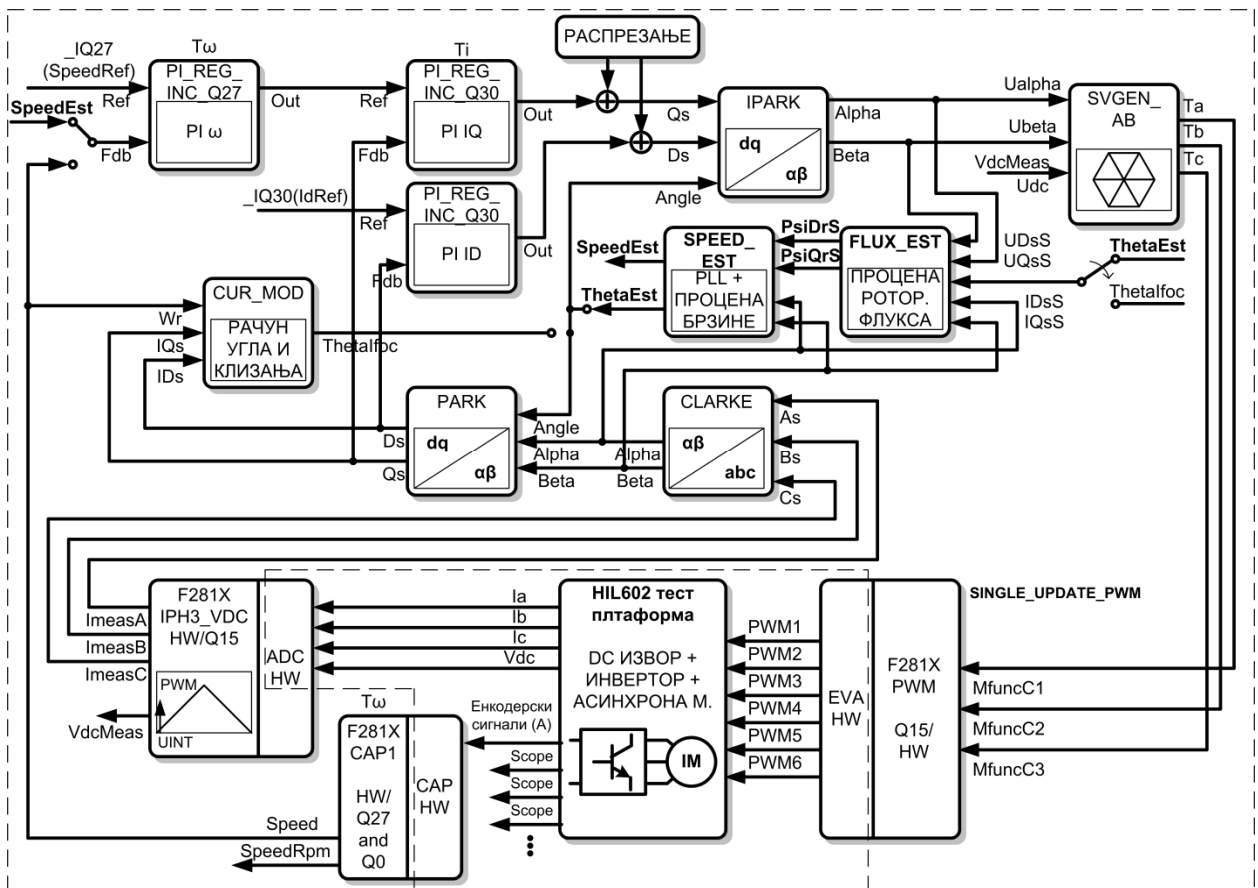 РАСПРЕЗАЊЕ
_IQ27
(SpeedRef)
Ref
SpeedEst
Fdb
Tω
PI_REG_
INC_Q27
PI ω
Out
Ti
Ref
PI_REG_
INC_Q30
PI IQ
Out
Fdb
Qs
Ds
Angle
IPARK
dq
αβ
Alpha
Beta
Ualpha
Ubeta
VdcMeas
Udc
SVGEN_
AB
Ta
Tb
Tc
_IQ30(IdRef)
Ref
PI_REG_
INC_Q30
PI ID
Out
Fdb
SpeedEst
ThetaEst
SPEED_
EST
PLL +
ПРОЦЕНА
БРЗИНЕ
PsiDrS
PsiQrS
FLUX_EST
ПРОЦЕНА
РОТОР.
ФЛУКСА
UDsS
UQsS
IDsS
IQsS
ThetaEst
ThetaIfoc
CUR_MOD
РАЧУН
УГЛА И
КЛИЗАЊА
Wr
IQs
IDs
ThetaIfoc
PARK
dq
αβ
Ds
Qs
Angle
Alpha
Beta
CLARKE
αβ
abc
Alpha
Beta
As
Bs
Cs
F281X
IPH3_VDC
HW/Q15
PWM
UINT
ADC
HW
ImeasA
ImeasB
ImeasC
VdcMeas
Ia
Ib
Ic
Vdc
HIL602 тест
плтаформа
DC ИЗВОР +
ИНВЕРТОР +
АСИНХРОНА М.
IM
PWM1
PWM2
PWM3
PWM4
PWM5
PWM6
EVA
HW
F281X
PWM
Q15/
HW
SINGLE_UPDATE_PWM
MfuncC1
MfuncC2
MfuncC3
Tω
F281X
CAP1
HW/
Q27
and
Q0
CAP
HW
Енкодерски
сигнали (А)
Scope
Scope
Scope
Speed
SpeedRpm